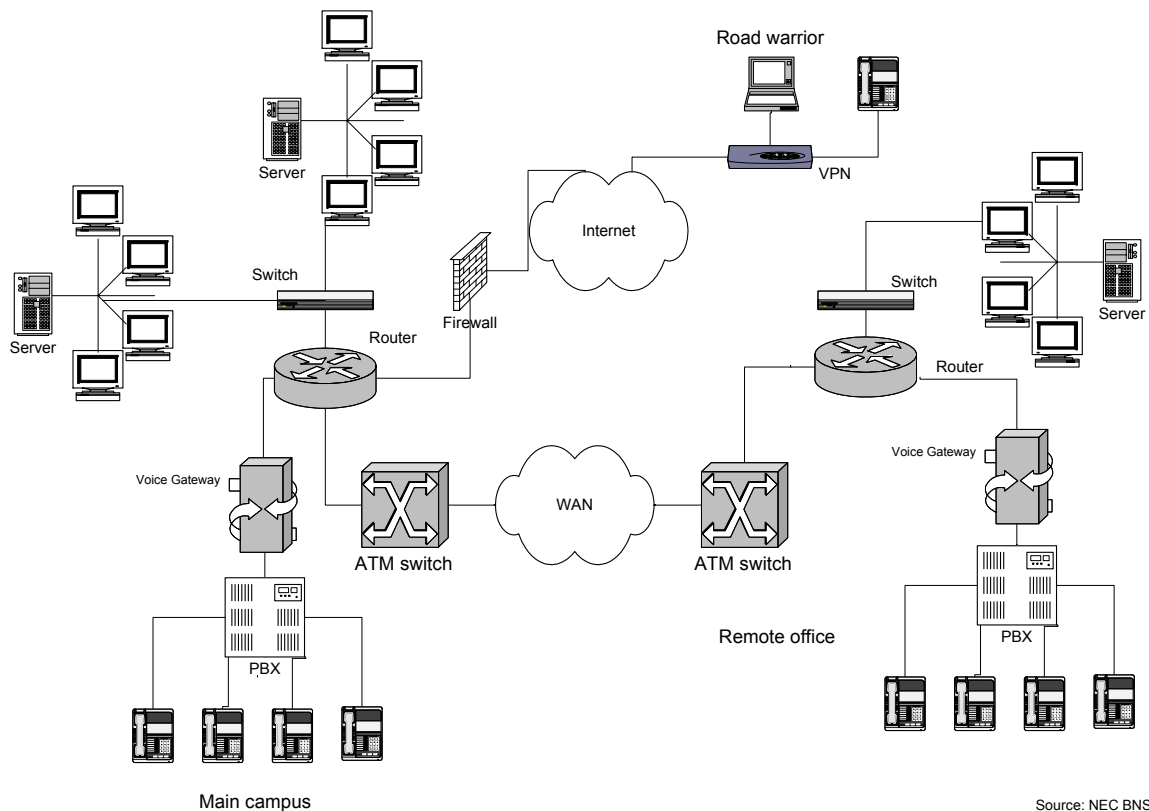 Road warrior
Server
VPN
Internet
Switch
Switch
Firewall
Server
Router
Server
Router
Voice Gateway
Voice Gateway
WAN
ATM switch
ATM switch
Remote office
PBX
PBX
Main campus
Source: NEC BNS